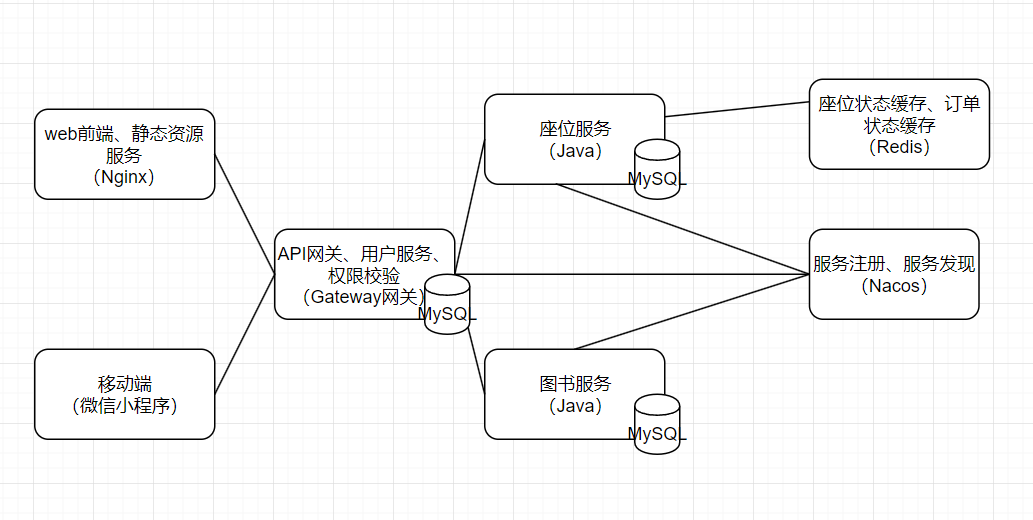 web前端、静态资源
服务
（Nginx）
移动端
（微信小程序）
API网关、用户服务、
权限校验
（Gateway网关）
MySQL
座位服务
（Java）
MySQL
图书服务
（Java）
MySQL
座位状态缓存、订单
状态缓存
（Redis）
服务注册、服务发现
（Nacos）